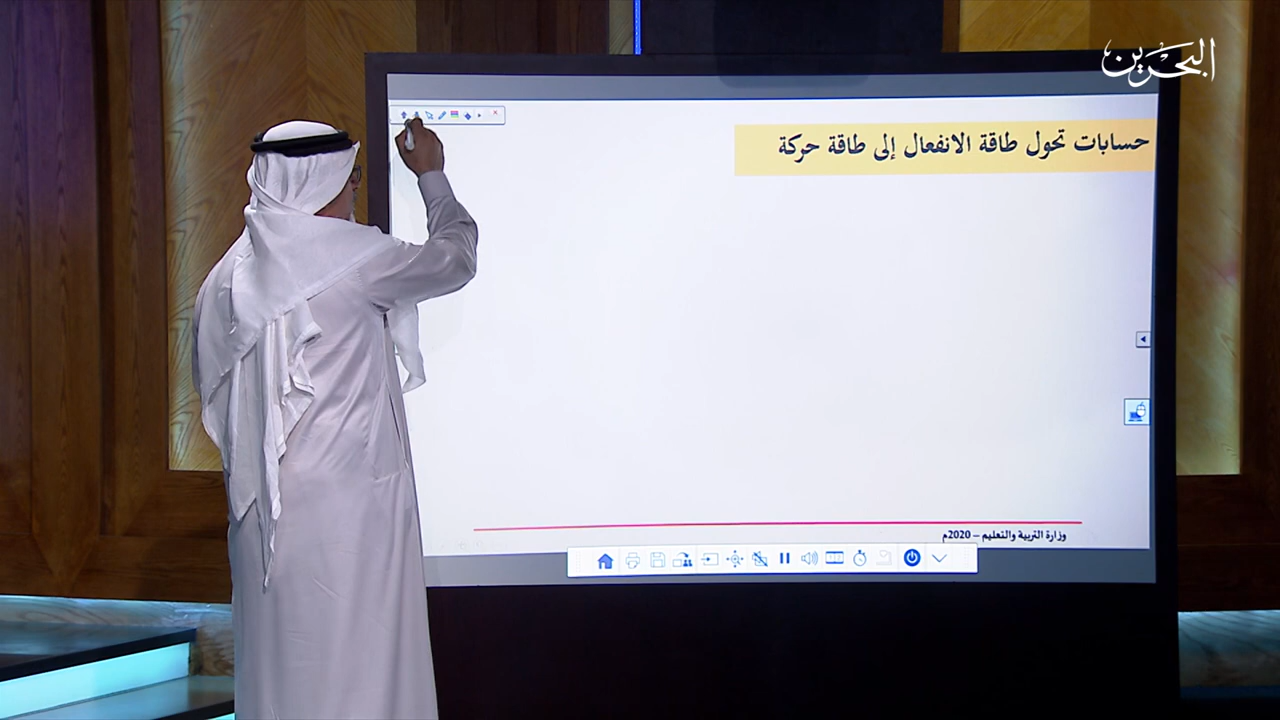 البحرين
حسابات تحول طاقة الانفعال إلى طاقة حركة
وزارة التربية والتعليم – 2020م